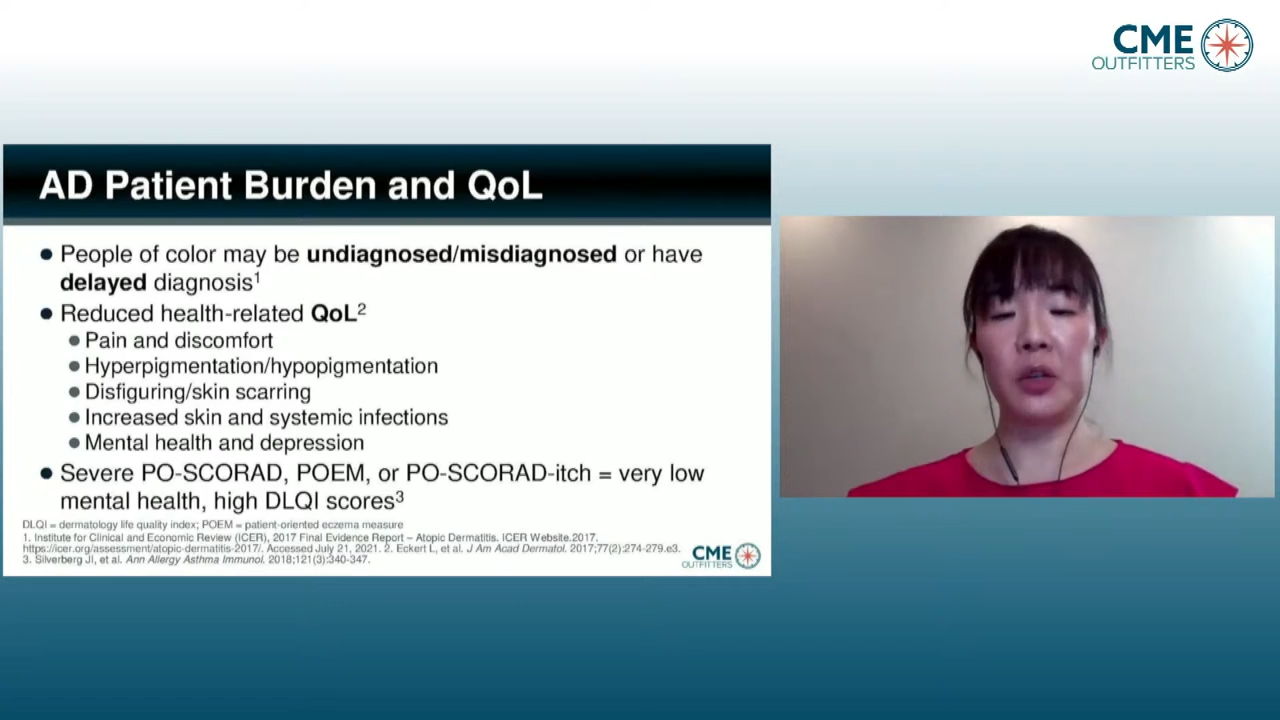 CME
OUTFITTERS
AD Patient Burden and QoL
● People of color may be undiagnosed/misdiagnosed or have
delayed diagnosis1
● Reduced health-related QoL2
● Pain and discomfort
● Hyperpigmentation/hypopigmentation
● Disfiguring/skin scarring
● Increased skin and systemic infections
● Mental health and depression
● Severe PO-SCORAD, POEM, or PO-SCORAD-itch = very low
mental health, high DLQI scores3
DLQI = dermatology life quality index; POEM = patient-oriented eczema measure
1. Institute for Clinical and Economic Review (ICER), 2017 Final Evidence Report – Atopic Dermatitis. ICER Website.2017.
https://icer.org/assessment/atopic-dermatitis-2017/. Accessed July 21, 2021. 2. Eckert L, et al. J Am Acad Dermatol. 2017;77(2):274-279.e3.
3. Silverberg JI, et al. Ann Allergy Asthma Immunol. 2018;121(3):340-347.
CME
OUTFITTERS